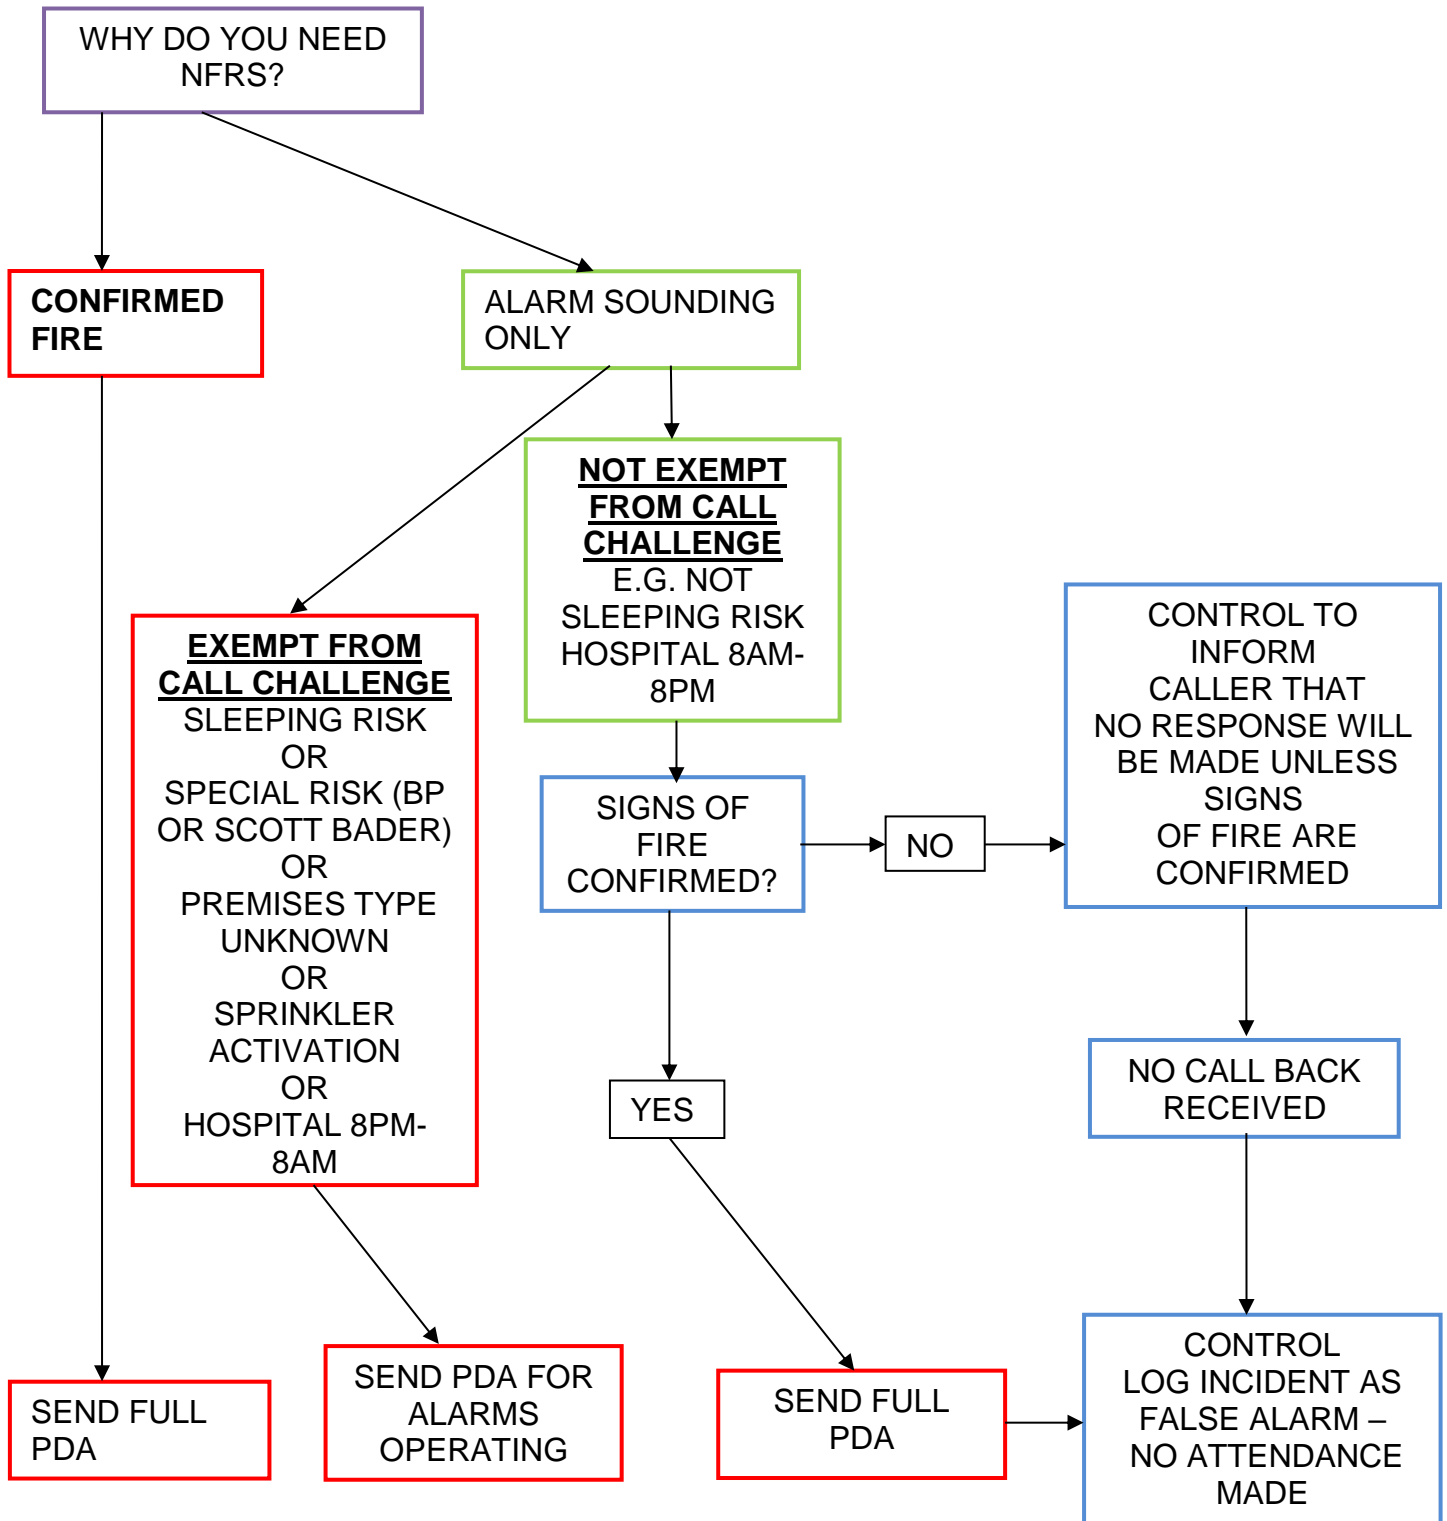 WHY DO YOU NEED
NFRS?
CONFIRMED
FIRE
ALARM SOUNDING
ONLY
NOT EXEMPT
FROM CALL
CHALLENGE
E.G. NOT
SLEEPING RISK
HOSPITAL 8AM-
8PM
EXEMPT FROM
CALL CHALLENGE
SLEEPING RISK
OR
SPECIAL RISK (BP
OR SCOTT BADER)
OR
PREMISES TYPE
UNKNOWN
OR
SPRINKLER
ACTIVATION
OR
HOSPITAL 8PM-
8AM
SIGNS OF
FIRE
CONFIRMED?
NO
CONTROL TO
INFORM
CALLER THAT
NO RESPONSE WILL
BE MADE UNLESS
SIGNS
OF FIRE ARE
CONFIRMED
YES
NO CALL BACK
RECEIVED
SEND FULL
PDA
SEND PDA FOR
ALARMS
OPERATING
SEND FULL
PDA
CONTROL
LOG INCIDENT AS
FALSE ALARM –
NO ATTENDANCE
MADE